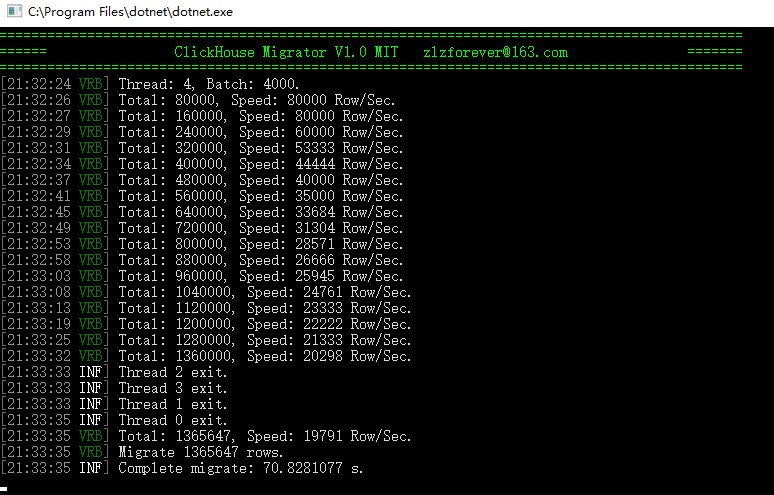 C:\Program Files\dotnet\dotnet.exe
=============================================================================================
====== ClickHouse Migrator V1.0 MIT zlzforever@163.com =======
=============================================================================================
[21:32:24 VRB] Thread: 4, Batch: 4000.
[21:32:26 VRB] Total: 80000, Speed: 80000 Row/Sec.
[21:32:27 VRB] Total: 160000, Speed: 80000 Row/Sec.
[21:32:29 VRB] Total: 240000, Speed: 60000 Row/Sec.
[21:32:31 VRB] Total: 320000, Speed: 53333 Row/Sec.
[21:32:34 VRB] Total: 400000, Speed: 44444 Row/Sec.
[21:32:37 VRB] Total: 480000, Speed: 40000 Row/Sec.
[21:32:41 VRB] Total: 560000, Speed: 35000 Row/Sec.
[21:32:45 VRB] Total: 640000, Speed: 33684 Row/Sec.
[21:32:49 VRB] Total: 720000, Speed: 31304 Row/Sec.
[21:32:53 VRB] Total: 800000, Speed: 28571 Row/Sec.
[21:32:58 VRB] Total: 880000, Speed: 26666 Row/Sec.
[21:33:03 VRB] Total: 960000, Speed: 25945 Row/Sec.
[21:33:08 VRB] Total: 1040000, Speed: 24761 Row/Sec.
[21:33:13 VRB] Total: 1120000, Speed: 23333 Row/Sec.
[21:33:19 VRB] Total: 1200000, Speed: 22222 Row/Sec.
[21:33:25 VRB] Total: 1280000, Speed: 21333 Row/Sec.
[21:33:32 VRB] Total: 1360000, Speed: 20298 Row/Sec.
[21:33:33 INF] Thread 2 exit.
[21:33:33 INF] Thread 3 exit.
[21:33:33 INF] Thread 1 exit.
[21:33:35 INF] Thread 0 exit.
[21:33:35 VRB] Total: 1365647, Speed: 19791 Row/Sec.
[21:33:35 VRB] Migrate 1365647 rows.
[21:33:35 INF] Complete migrate: 70.8281077 s.